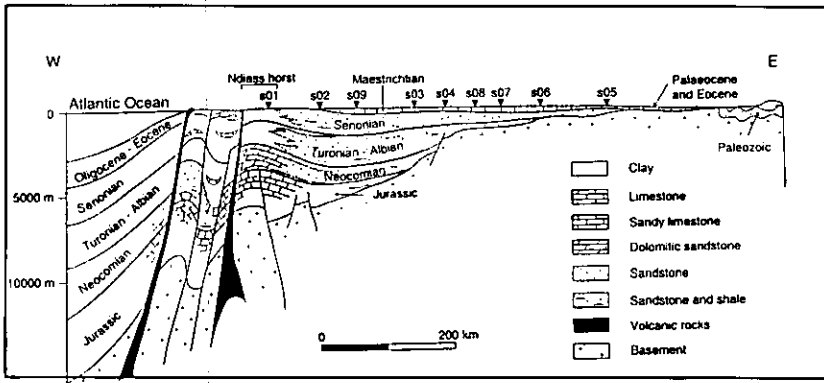 W
E
Ndiass horst
Maestrichtian
s01 s02 s09 s03 s04 s08 s07 s06 s05
Palaeocene
and Eocene
Atlantic Ocean
0
5000 m
10000 m
Oligocene - Eocene
Senonian
Turonian - Albian
Neocomian
Jurassic
Senonian
Turonian - Albian
Neocomian
Jurassic
Paleozoic
Clay
Limestone
Sandy limestone
Dolomitic sandstone
Sandstone
Sandstone and shale
Volcanic rocks
Basement
0 200 km